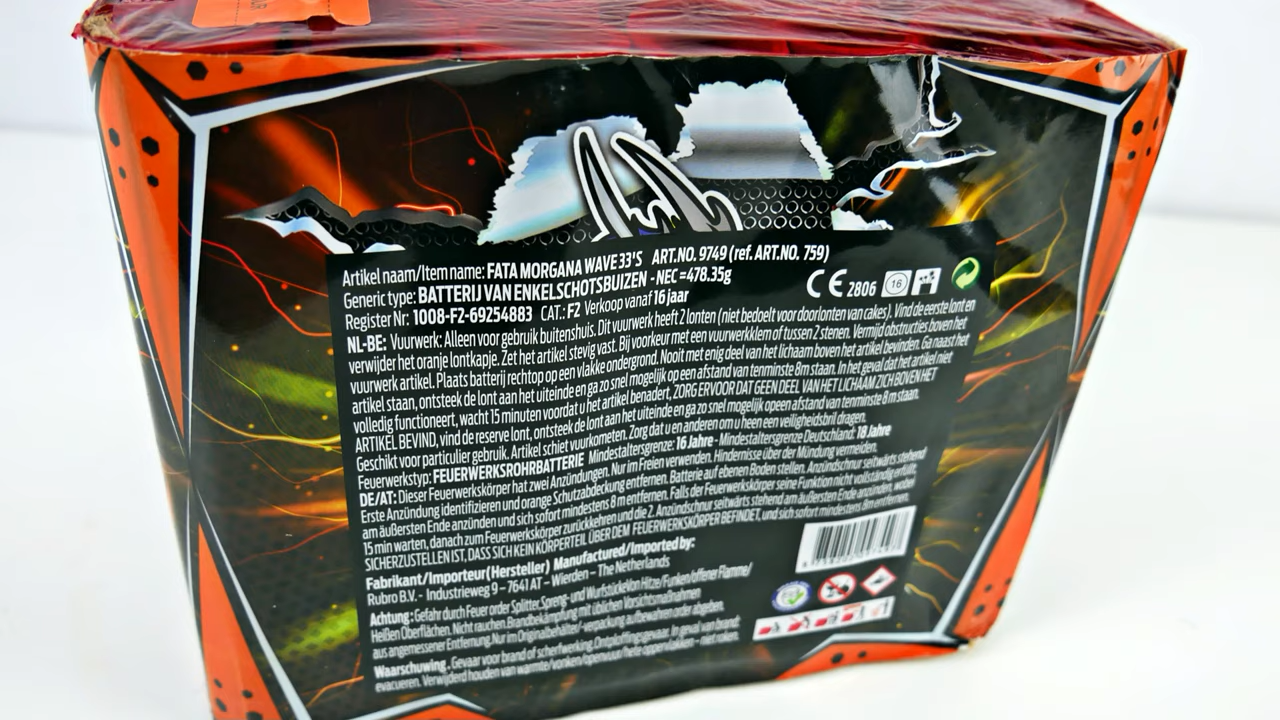 Artikel naam/Item name: FATA MORGANA WAVE 33'S ART.NO. 9749 (ref. ART.NO. 759)
Generic type: BATTERIJ VAN ENKELSCHOTSBUIZEN - NEC =478.35g
Register Nr: 1008-F2-69254883 CAT.: F2 Verkoop vanaf 16 jaar
CE 2806 16
NL-BE: Vuurwerk: Alleen voor gebruik buitenshuis. Dit vuurwerk heeft 2 lonten (niet bedoelt voor doorlonten van cakes). Vind de eerste lont en
verwijder het oranje lontkapje. Zet het artikel stevig vast. Bij voorkeur met een vuurwerkklem of tussen 2 stenen. Vermijd obstructies boven het
vuurwerk artikel. Plaats batterij rechtop op een vlakke ondergrond. Nooit met enig deel van het lichaam boven het artikel bevinden. Ga naast het
artikel staan, ontsteek de lont aan het uiteinde en ga zo snel mogelijk op een afstand van tenminste 8m staan. In het geval dat het artikel niet
volledig functioneert, wacht 15 minuten voordat u het artikel benadert, ZORG ERVOOR DAT GEEN DEEL VAN HET LICHAAM ZICH BOVEN HET
ARTIKEL BEVIND, vind de reserve lont, ontsteek de lont aan het uiteinde en ga zo snel mogelijk op een afstand van tenminste 8 m staan.
Geschikt voor particulier gebruik. Artikel schiet vuurkometen. Zorg dat u en anderen om u heen een veiligheidsbril dragen.
Feuerwerkstyp: FEUERWERKSROHRBATTERIE Mindestaltersgrenze: 16 Jahre - Mindestaltersgrenze Deutschland: 18 Jahre
DE/AT: Dieser Feuerwerkskörper hat zwei Anzündungen. Nur im Freien verwenden. Hindernisse über der Mündung vermeiden.
Erste Anzündung identifizieren und orange Schutzabdeckung entfernen. Batterie auf ebenen Boden stellen. Anzündschnur seitwärts stehend
am äußersten Ende anzünden und sich sofort mindestens 8 m entfernen. Falls der Feuerwerkskörper seine Funktion nicht vollständig erfüllt,
15 min warten, danach zum Feuerwerkskörper zurückkehren und die 2. Anzündschnur seitwärts stehend am äußersten Ende anzünden, wobei
SICHERZUSTELLEN IST, DASS SICH KEIN KÖRPERTEIL ÜBER DEM FEUERWERKSKÖRPER BEFINDET, und sich sofort mindestens 8m entfernen.
Fabrikant/Importeur(Hersteller) Manufactured/Imported by:
Rubro B.V. - Industrieweg 9 - 7641 AT - Wierden - The Netherlands
Achtung: Gefahr durch Feuer oder Splitter, Spreng- und Wurfstücke Von Hitze/Funken/offener Flamme/
Heißen Oberflächen. Nicht rauchen. Brandbekämpfung mit üblichen Vorsichtsmaßnahmen
aus angemessener Entfernung. Nur im Originalbehälter/-verpackung aufbewahren order abgeben.
Waarschuwing. Gevaar voor brand of scherfwerking. Ontploffingsgevaar. In geval van brand
evacueren. Verwijderd houden van warmte/vonken/openvuur/hete oppervlakken - niet roken.